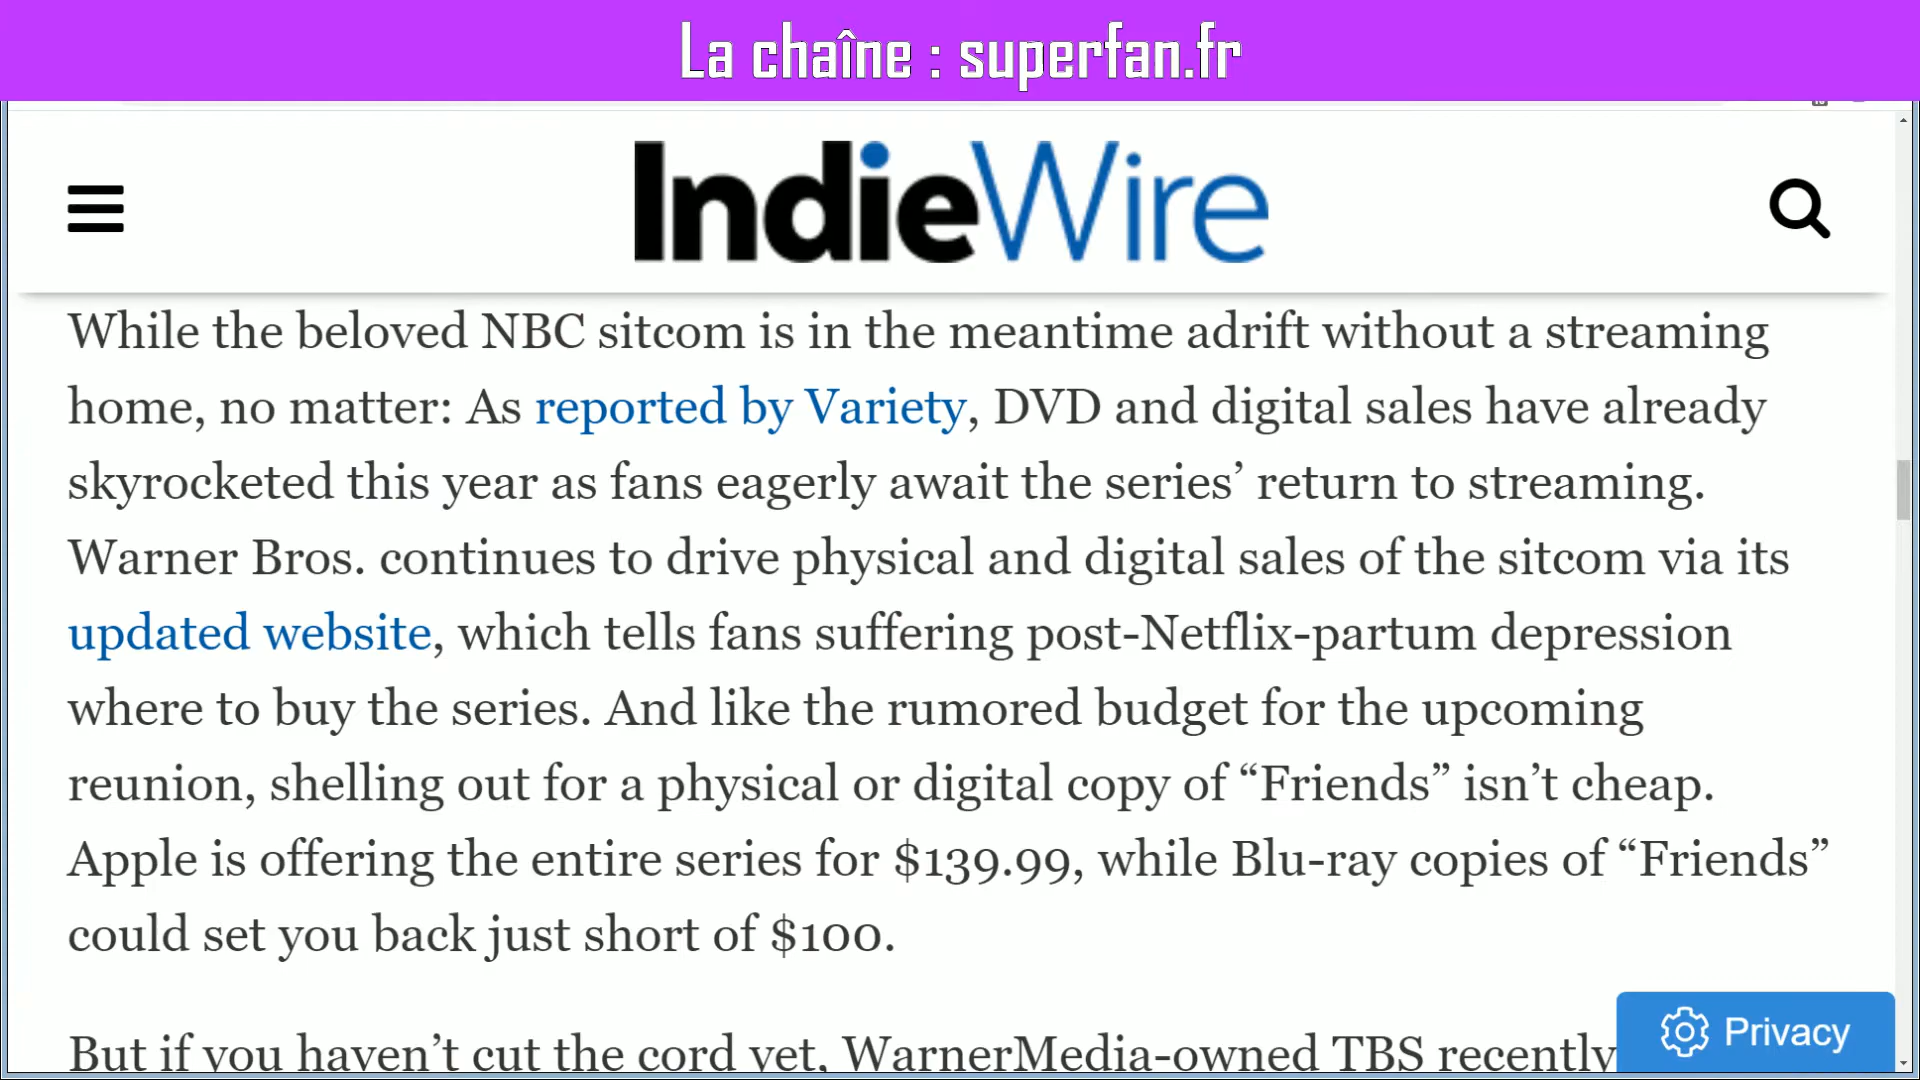 La chaîne : superfan.fr
IndieWire
While the beloved NBC sitcom is in the meantime adrift without a streaming
home, no matter: As reported by Variety, DVD and digital sales have already
skyrocketed this year as fans eagerly await the series’ return to streaming.
Warner Bros. continues to drive physical and digital sales of the sitcom via its
updated website, which tells fans suffering post-Netflix-partum depression
where to buy the series. And like the rumored budget for the upcoming
reunion, shelling out for a physical or digital copy of “Friends” isn’t cheap.
Apple is offering the entire series for $139.99, while Blu-ray copies of “Friends”
could set you back just short of $100.
But if you haven’t cut the cord yet, WarnerMedia-owned TBS recently
Privacy